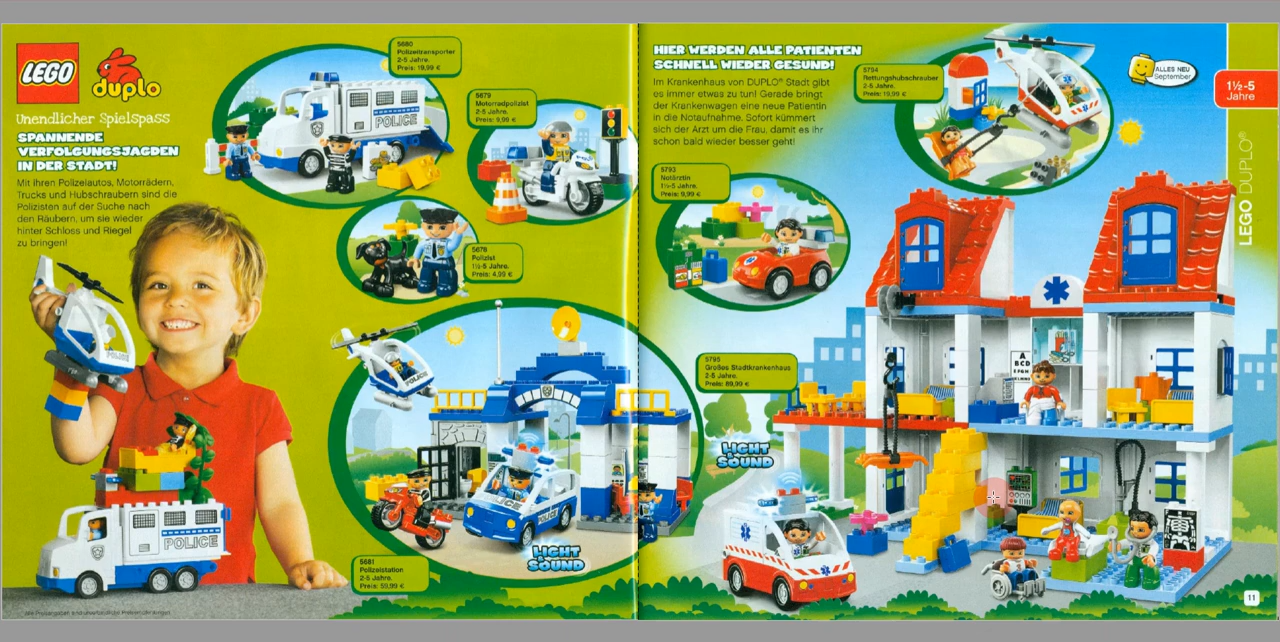 LEGO
duplo
Unendlicher Spielspass
SPANNENDE
VERFOLGUNGSJAGDEN
IN DER STADT!
Mit ihren Polizeiautos, Motorrädern,
Trucks und Hubschraubern sind die
Polizisten auf der Suche nach
den Räubern, um sie wieder
hinter Schloss und Riegel
zu bringen!
5680
Polizeitransporter
2-5 Jahre.
Preis: 19,99 €
POLICE
5679
Motorradpolizist
2-5 Jahre.
Preis: 9,99 €
5678
Polizist
1½-5 Jahre.
Preis: 4,99 €
POLICE
POLICE
POLICE
POLICE
LIGHT
& SOUND
5681
Polizeistation
2-5 Jahre.
Preis: 59,99 €
HIER WERDEN ALLE PATIENTEN
SCHNELL WIEDER GESUND!
Im Krankenhaus von DUPLO® Stadt gibt
es immer etwas zu tun! Gerade bringt
der Krankenwagen eine neue Patientin
in die Notaufnahme. Sofort kümmert
sich der Arzt um die Frau, damit es ihr
schon bald wieder besser geht!
5794
Rettungshubschrauber
2-5 Jahre.
Preis: 19,99 €
ALLES NEU
September
1½-5
Jahre
LEGO DUPLO®
5793
Notärztin
1½-5 Jahre.
Preis: 9,99 €
5795
Großes Stadtkrankenhaus
2-5 Jahre.
Preis: 89,99 €
A
BCD
LIGHT
& SOUND
11